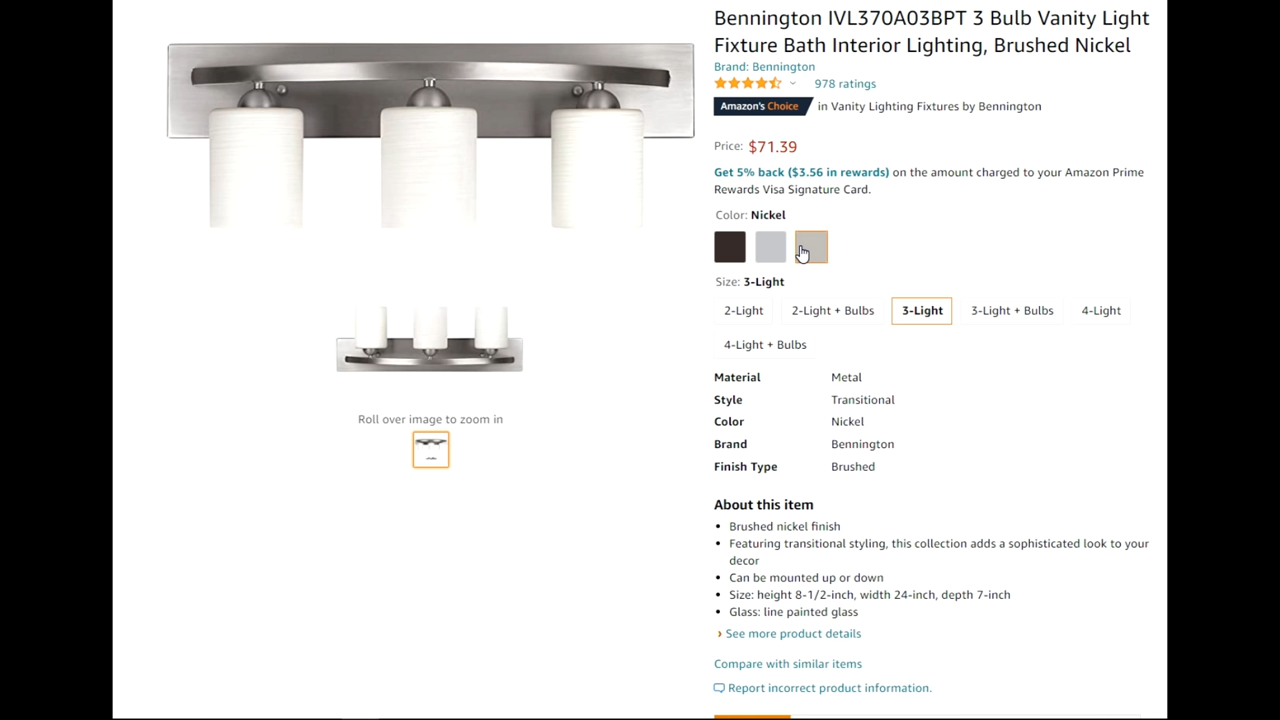 Bennington IVL370A03BPT 3 Bulb Vanity Light
Fixture Bath Interior Lighting, Brushed Nickel
Brand: Bennington
978 ratings
Amazon's Choice in Vanity Lighting Fixtures by Bennington
Price: $71.39
Get 5% back ($3.56 in rewards) on the amount charged to your Amazon Prime
Rewards Visa Signature Card.
Color: Nickel
Size: 3-Light
2-Light 2-Light + Bulbs 3-Light 3-Light + Bulbs 4-Light
4-Light + Bulbs
Material Metal
Style Transitional
Color Nickel
Brand Bennington
Finish Type Brushed
Roll over image to zoom in
About this item
• Brushed nickel finish
• Featuring transitional styling, this collection adds a sophisticated look to your
decor
• Can be mounted up or down
• Size: height 8-1/2-inch, width 24-inch, depth 7-inch
• Glass: line painted glass
› See more product details
Compare with similar items
Report incorrect product information.